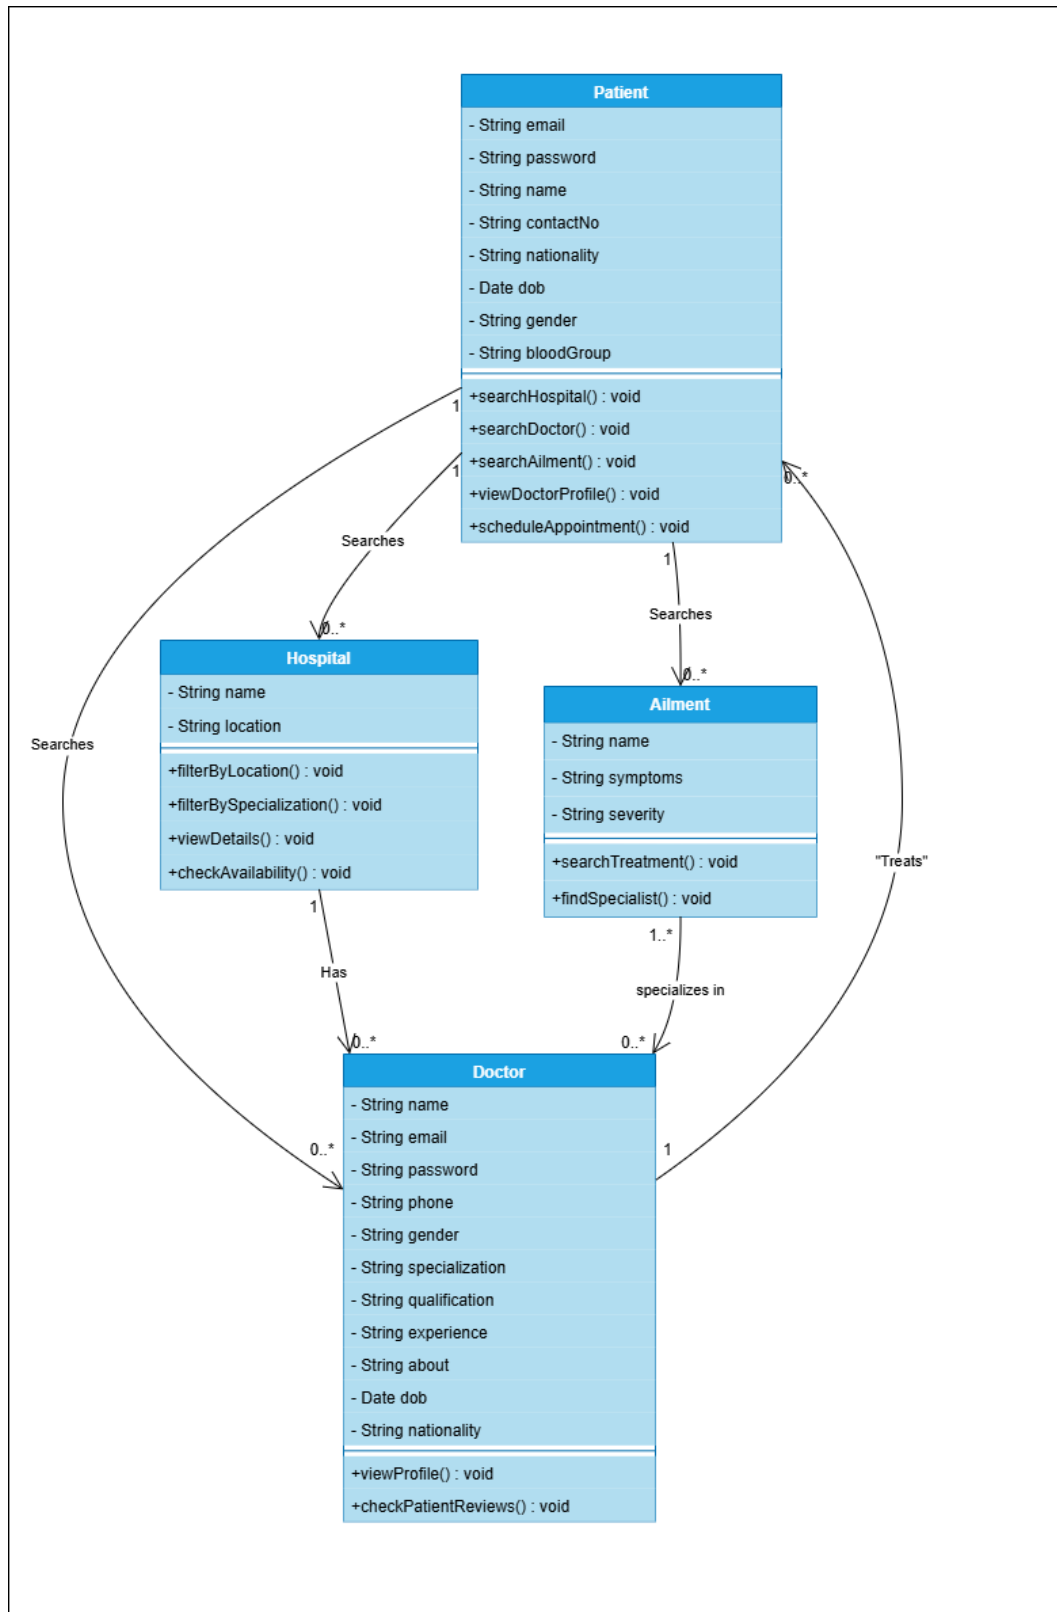 Patient
- String email
- String password
- String name
- String contactNo
- String nationality
- Date dob
- String gender
- String bloodGroup
+searchHospital() : void
+searchDoctor() : void
+searchAilment() : void
+viewDoctorProfile() : void
+scheduleAppointment() : void
1
1
0..*
1
Searches
Searches
0..*
0..*
Hospital
- String name
- String location
+filterByLocation() : void
+filterBySpecialization() : void
+viewDetails() : void
+checkAvailability() : void
Ailment
- String name
- String symptoms
- String severity
+searchTreatment() : void
+findSpecialist() : void
Searches
"Treats"
1
1..*
Has
specializes in
0..*
0..*
Doctor
- String name
- String email
- String password
- String phone
- String gender
- String specialization
- String qualification
- String experience
- String about
- Date dob
- String nationality
+viewProfile() : void
+checkPatientReviews() : void
0..*
1